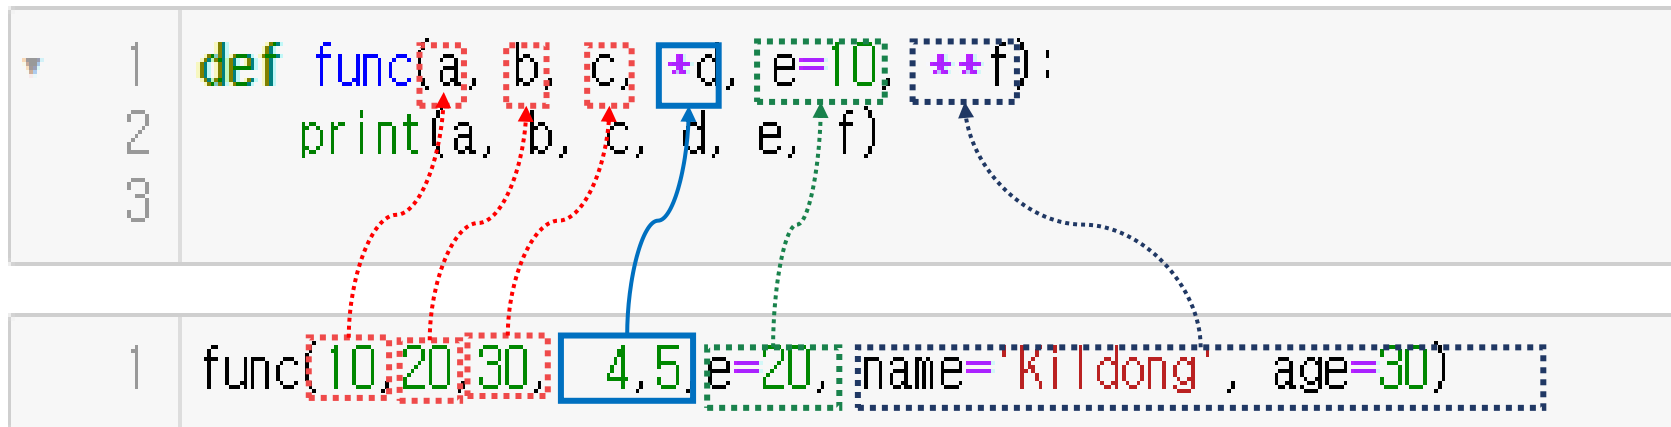 1 def func(a, b, c, *d, e=10, **f):
2 print(a, b, c, d, e, f)
3
1 func(10,20,30, 4,5,e=20, name='Kildong', age=30)